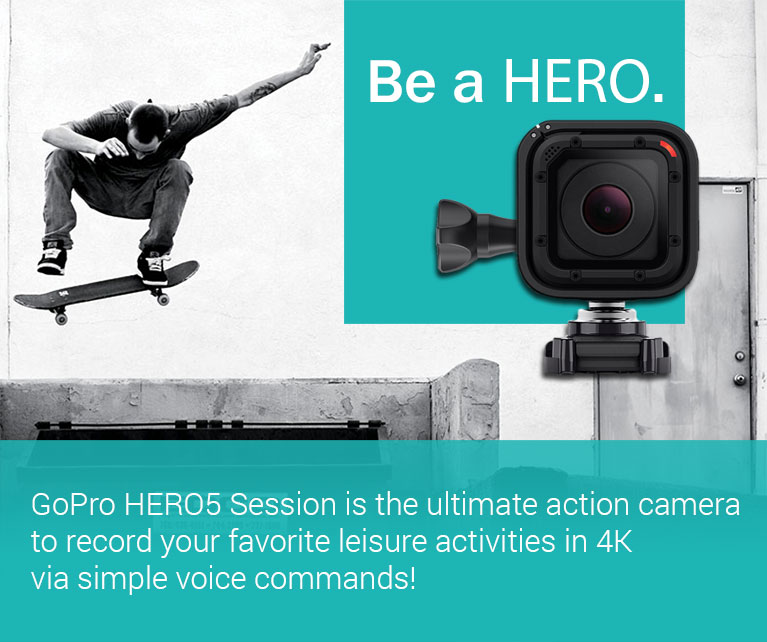 Be a HERO.
GoPro HERO5 Session is the ultimate action camera
to record your favorite leisure activities in 4K
via simple voice commands!